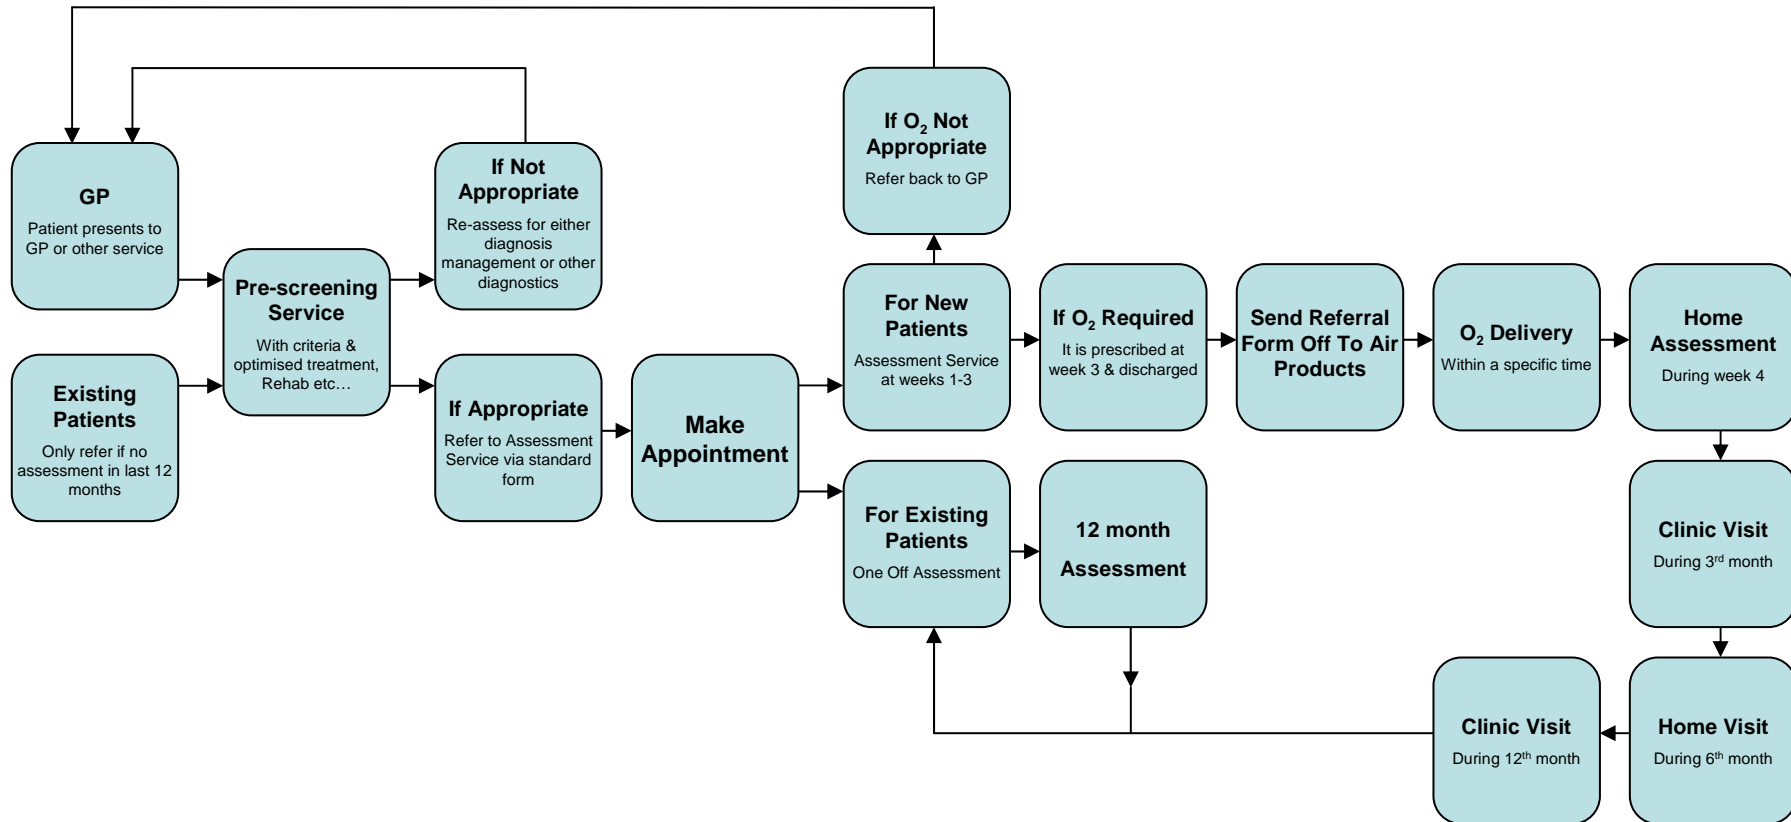 GP
Patient presents to
GP or other service
Existing
Patients
Only refer if no
assessment in last 12
months
Pre-screening
Service
With criteria &
optimised treatment,
Rehab etc…
If Not
Appropriate
Re-assess for either
diagnosis
management or other
diagnostics
If Appropriate
Refer to Assessment
Service via standard
form
Make
Appointment
If O₂ Not
Appropriate
Refer back to GP
For New
Patients
Assessment Service
at weeks 1-3
If O₂ Required
It is prescribed at
week 3 & discharged
Send Referral
Form Off To Air
Products
O₂ Delivery
Within a specific time
Home
Assessment
During week 4
For Existing
Patients
One Off Assessment
12 month
Assessment
Clinic Visit
During 3rd month
Home Visit
During 6th month
Clinic Visit
During 12th month